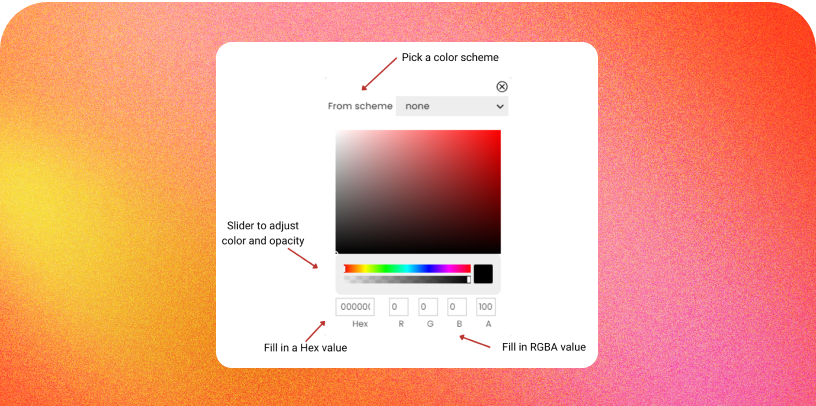 Pick a color scheme
From scheme none
Slider to adjust
color and opacity
000000 0 0 0 100
Hex R G B A
Fill in a Hex value
Fill in RGBA value